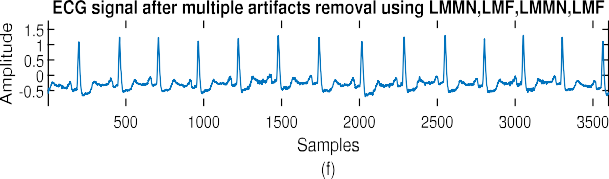 ECG signal after multiple artifacts removal using LMMN,LMF,LMMN,LMF
Amplitude
1.5
1
0.5
0
-0.5
500 1000 1500 2000 2500 3000 3500
Samples
(f)